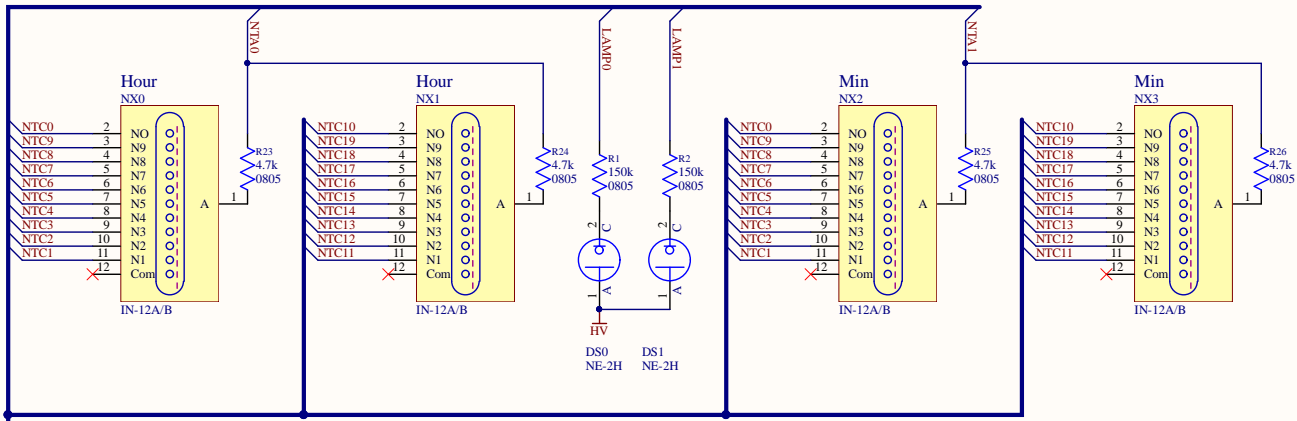 NTA0
LAMP0
LAMP1
NTA1
Hour
NX0
NTC0 2 NO
NTC9 3 N9
NTC8 4 N8
NTC7 5 N7
NTC6 6 N6
NTC5 7 N5
NTC4 8 N4
NTC3 9 N3
NTC2 10 N2
NTC1 11 N1
12 Com
A 1
IN-12A/B
R23
4.7k
0805
Hour
NX1
NTC10 2 NO
NTC19 3 N9
NTC18 4 N8
NTC17 5 N7
NTC16 6 N6
NTC15 7 N5
NTC14 8 N4
NTC13 9 N3
NTC12 10 N2
NTC11 11 N1
12 Com
A 1
IN-12A/B
R24
4.7k
0805
R1
150k
0805
2 C
1 A
HV
DS0
NE-2H
R2
150k
0805
2 C
1 A
DS1
NE-2H
Min
NX2
NTC0 2 NO
NTC9 3 N9
NTC8 4 N8
NTC7 5 N7
NTC6 6 N6
NTC5 7 N5
NTC4 8 N4
NTC3 9 N3
NTC2 10 N2
NTC1 11 N1
12 Com
A 1
IN-12A/B
R25
4.7k
0805
Min
NX3
NTC10 2 NO
NTC19 3 N9
NTC18 4 N8
NTC17 5 N7
NTC16 6 N6
NTC15 7 N5
NTC14 8 N4
NTC13 9 N3
NTC12 10 N2
NTC11 11 N1
12 Com
A 1
IN-12A/B
R26
4.7k
0805